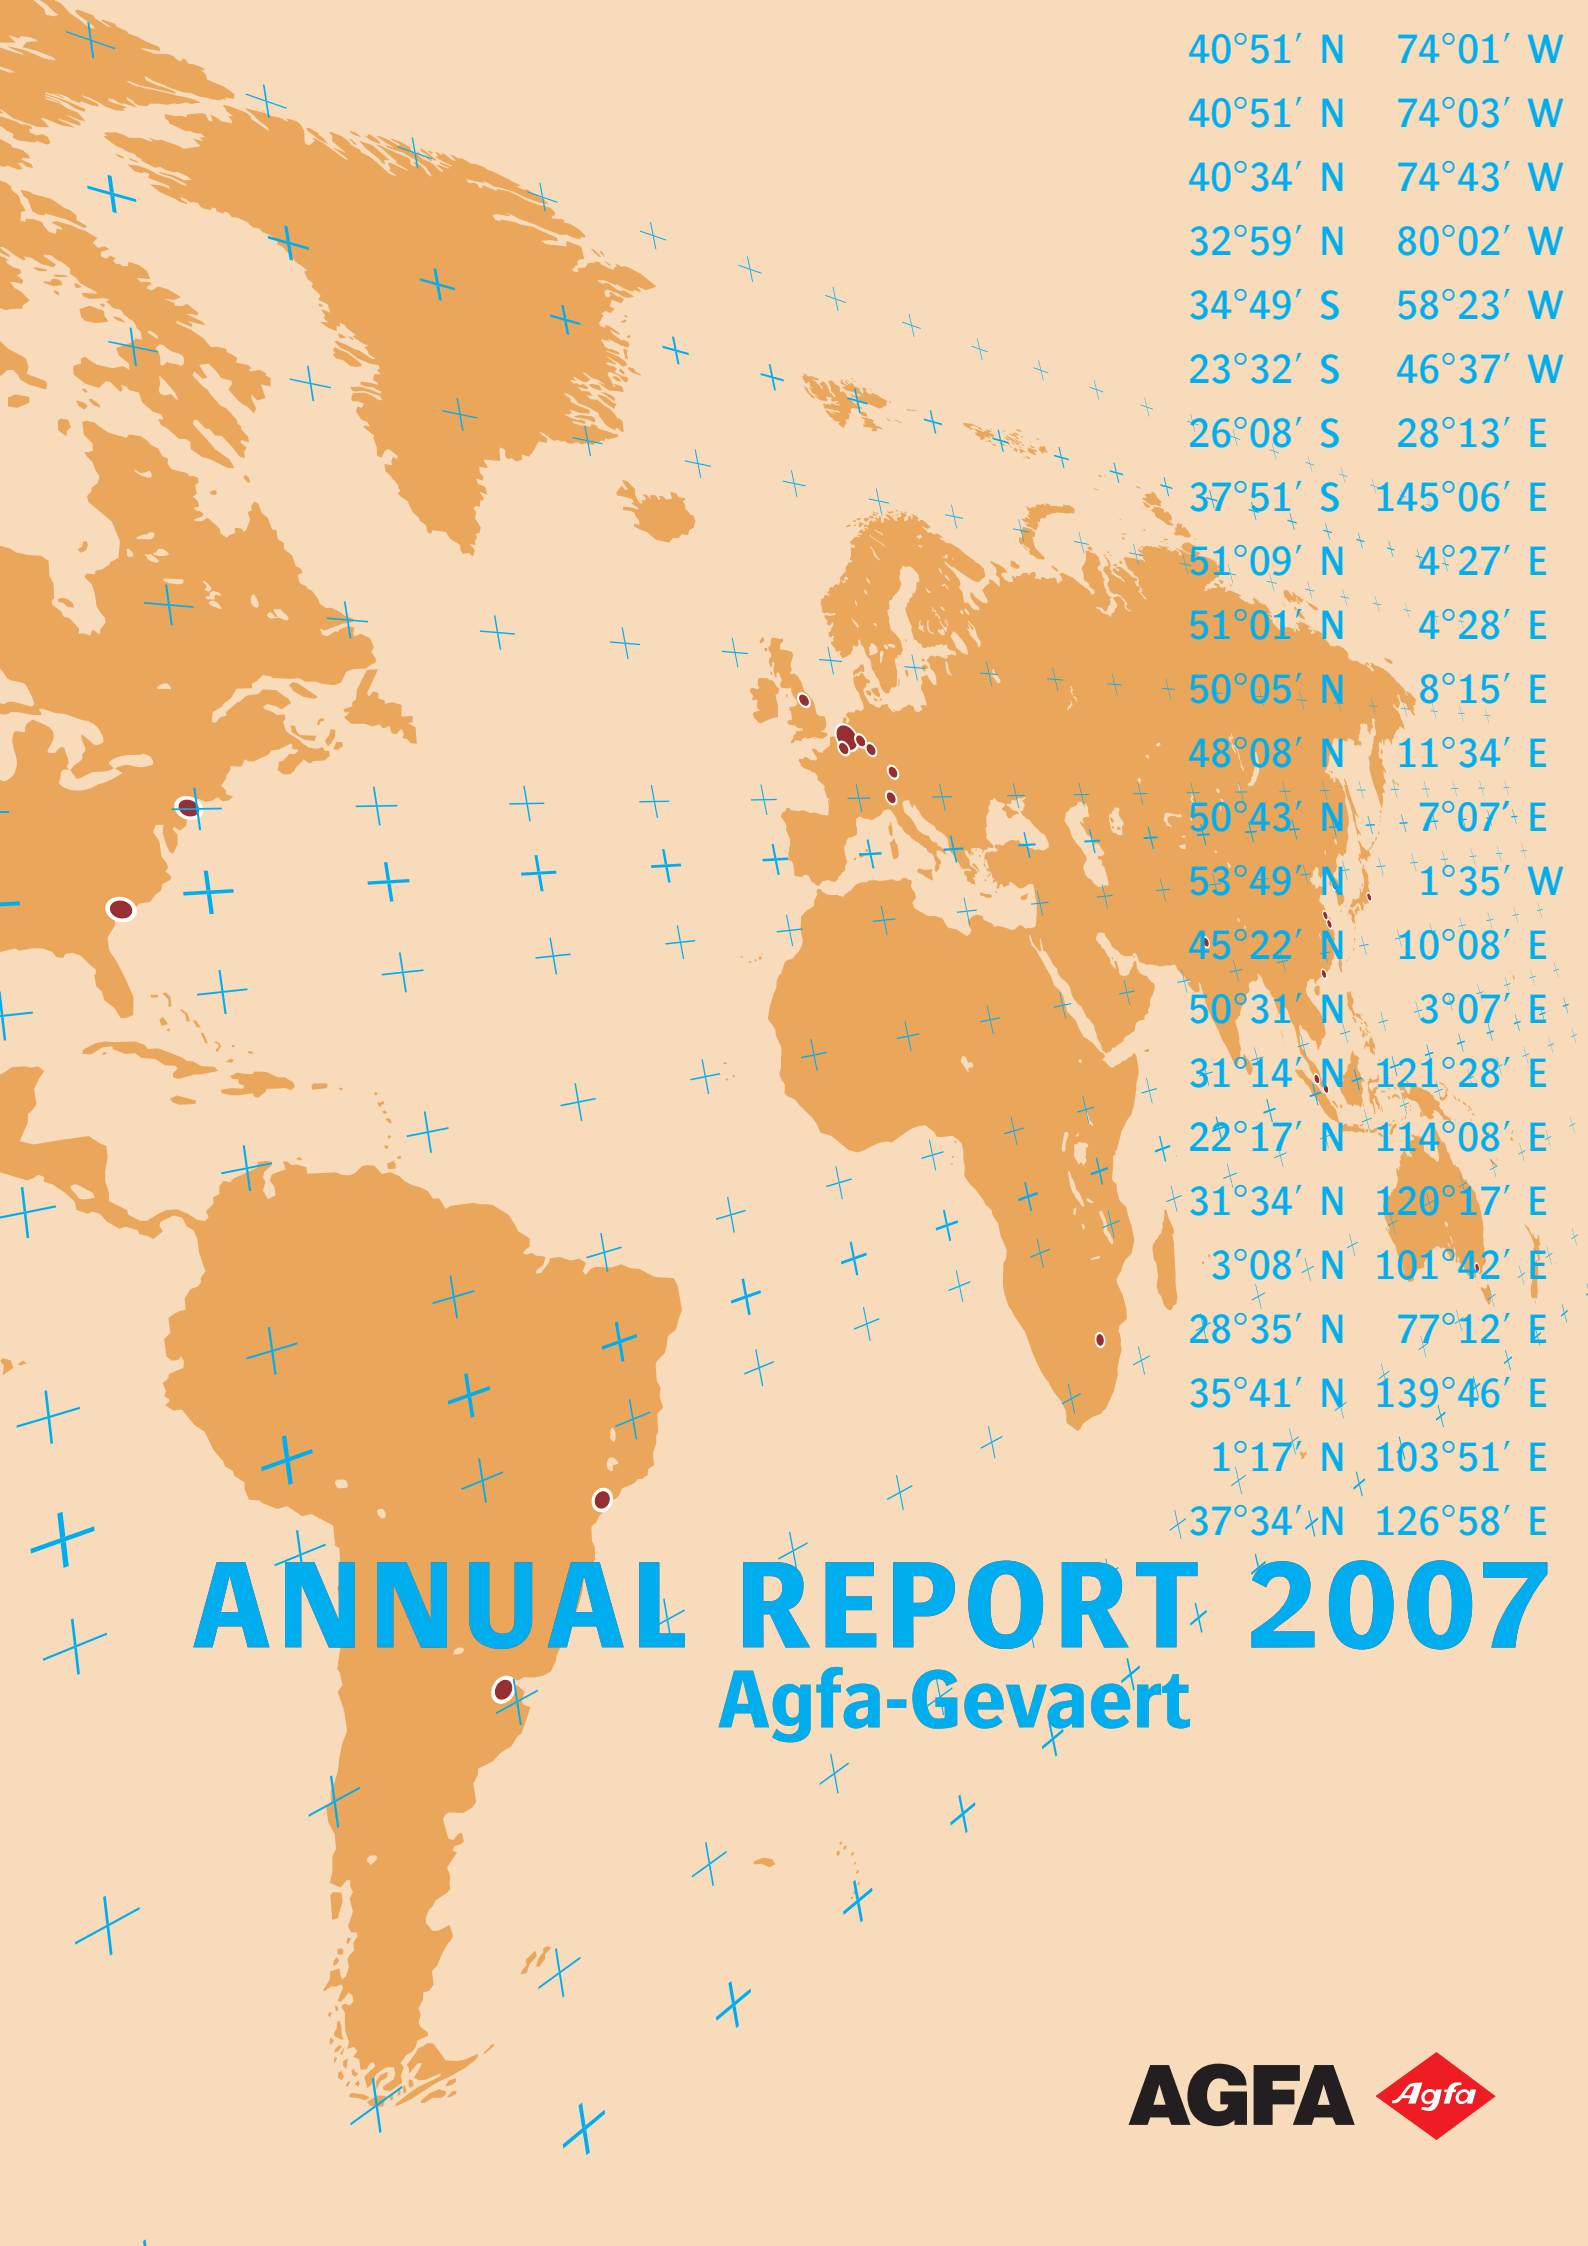 40°51′ N 74°01′ W
40°51′ N 74°03′ W
40°34′ N 74°43′ W
32°59′ N 80°02′ W
34°49′ S 58°23′ W
23°32′ S 46°37′ W
26°08′ S 28°13′ E
37°51′ S 145°06′ E
51°09′ N 4°27′ E
51°01′ N 4°28′ E
50°05′ N 8°15′ E
48°08′ N 11°34′ E
50°43′ N 7°07′ E
53°49′ N 1°35′ W
45°22′ N 10°08′ E
50°31′ N 3°07′ E
31°14′ N 121°28′ E
22°17′ N 114°08′ E
31°34′ N 120°17′ E
3°08′ N 101°42′ E
28°35′ N 77°12′ E
35°41′ N 139°46′ E
1°17′ N 103°51′ E
37°34′ N 126°58′ E
ANNUAL REPORT 2007
Agfa-Gevaert
AGFA Agfa